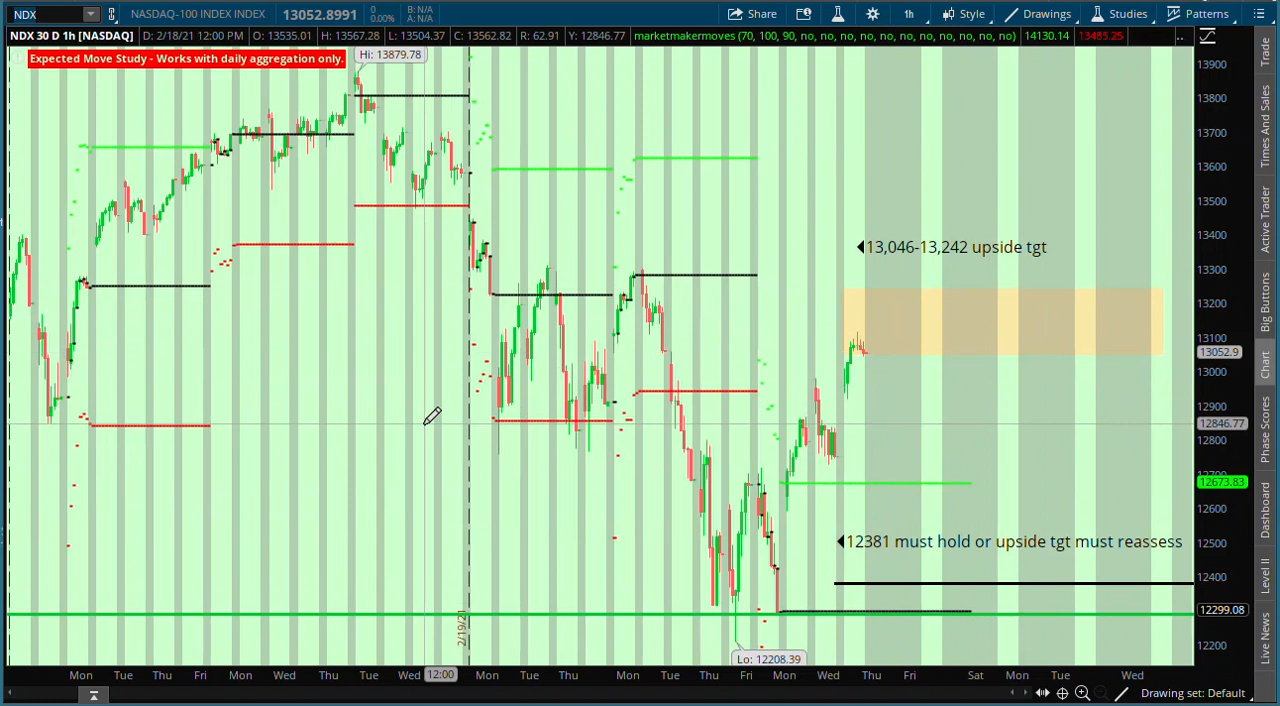 NDX NASDAQ-100 INDEX INDEX 13052.8991 0 0.00% B: N/A A: N/A Share 1h Style Drawings Studies Patterns
NDX 30 D 1h [NASDAQ] D: 2/18/21 12:00 PM O: 13535.01 H: 13567.28 L: 13504.37 C: 13562.82 R: 62.91 Y: 12846.77 marketmakermoves (70, 100, 90, no, no, no, no, no, no, no, no, no, no, no, no, no) 14130.14 13485.25 ..
Expected Move Study - Works with daily aggregation only.
Hi: 13879.78
13900
13800
13700
13600
13500
13400
13300
13200
13100
13052.9
13000
12900
12846.77
12800
12700
12673.83
12600
12500
12400
12299.08
12200
13,046-13,242 upside tgt
12381 must hold or upside tgt must reassess
2/19/21
Lo: 12208.39
Mon Tue Thu Fri Mon Wed Thu Tue Wed 12:00 Mon Tue Thu Mon Tue Fri Mon Wed Thu Fri Sat Mon Tue Wed
Drawing set: Default
Trade
Times And Sales
Active Trader
Big Buttons
Chart
Phase Scores
Dashboard
Level II
Live News